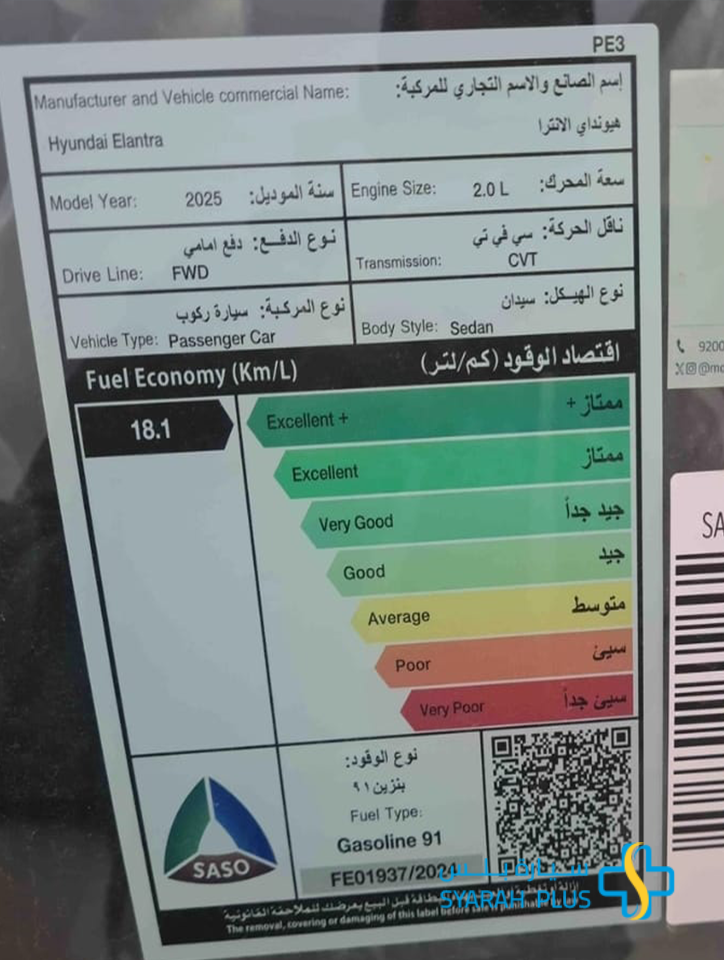 PE3
Manufacturer and Vehicle commercial Name: إسم الصانع والاسم التجاري للمركبة:
Hyundai Elantra هيونداي الانترا
Model Year: 2025 سنة الموديل: Engine Size: 2.0 L سعة المحرك:
نوع الدفـع: دفع امامي ناقل الحركة: سي في تي
Drive Line: FWD Transmission: CVT
نوع المركبة: سيارة ركوب نوع الهيكل: سيدان
Vehicle Type: Passenger Car Body Style: Sedan
Fuel Economy (Km/L) اقتصاد الوقود (كم/لتر)
18.1
Excellent + ممتاز +
Excellent ممتاز
Very Good جيد جداً
Good جيد
Average متوسط
Poor سيئ
Very Poor سيئ جداً
نوع الوقود:
بنزين ٩١
Fuel Type:
Gasoline 91
FE01937/2024
SASO
The removal, covering or damaging of this label before sale is
9200
@mo
SA
سيارة بلس
SYARAH PLUS